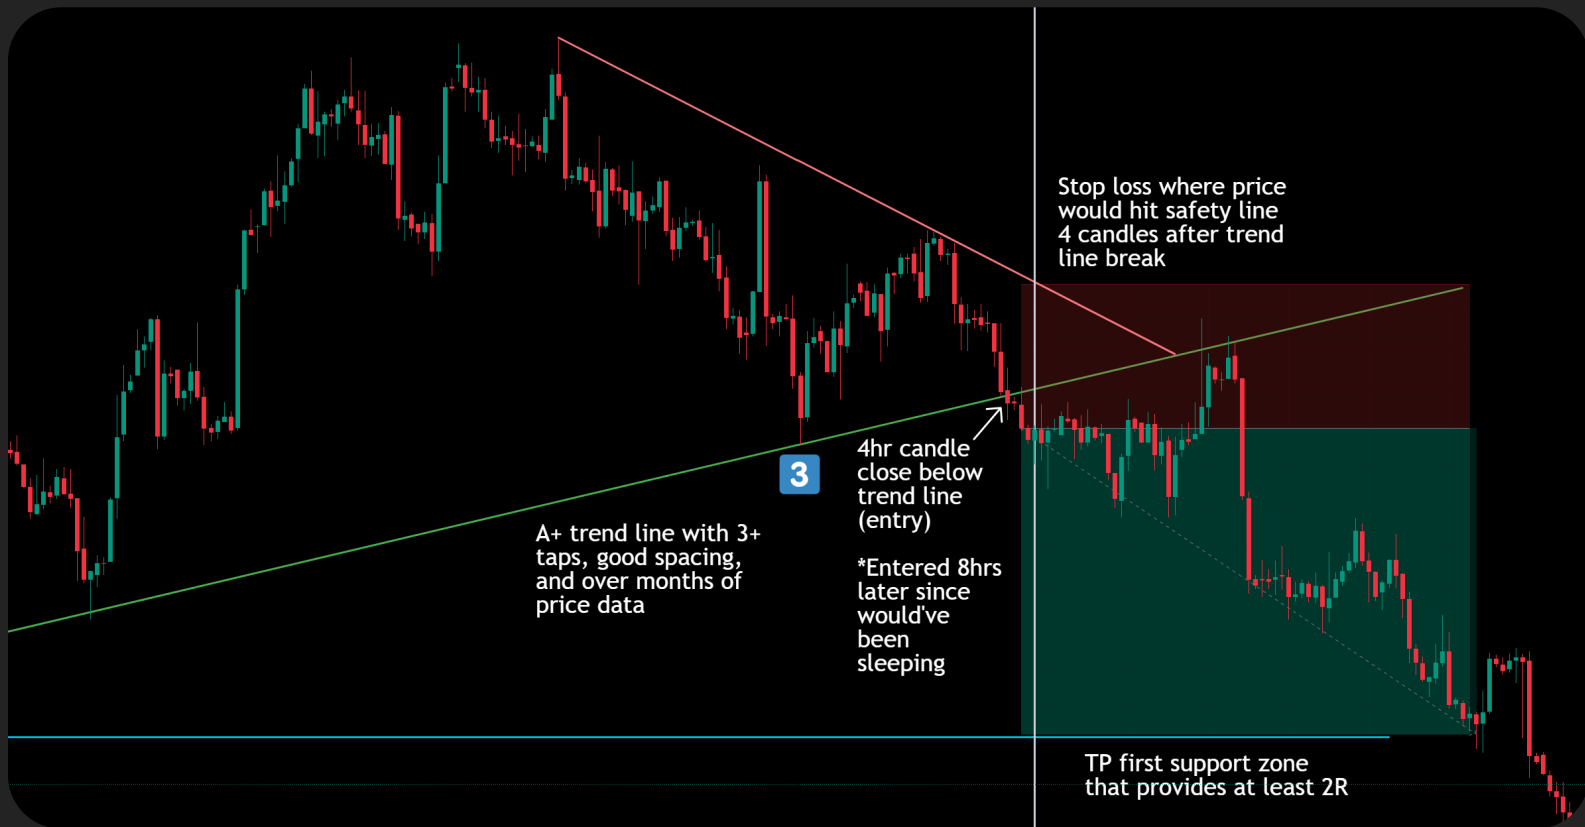 Stop loss where price
would hit safety line
4 candles after trend
line break
3
4hr candle
close below
trend line
(entry)
A+ trend line with 3+
taps, good spacing,
and over months of
price data
*Entered 8hrs
later since
would've
been
sleeping
TP first support zone
that provides at least 2R